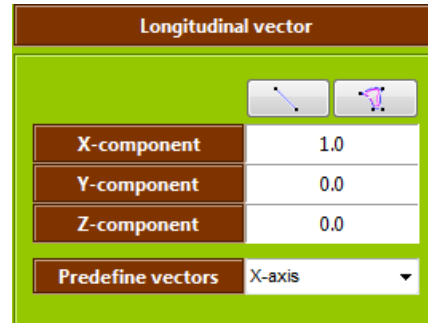 Longitudinal vector
X-component 1.0
Y-component 0.0
Z-component 0.0
Predefine vectors X-axis